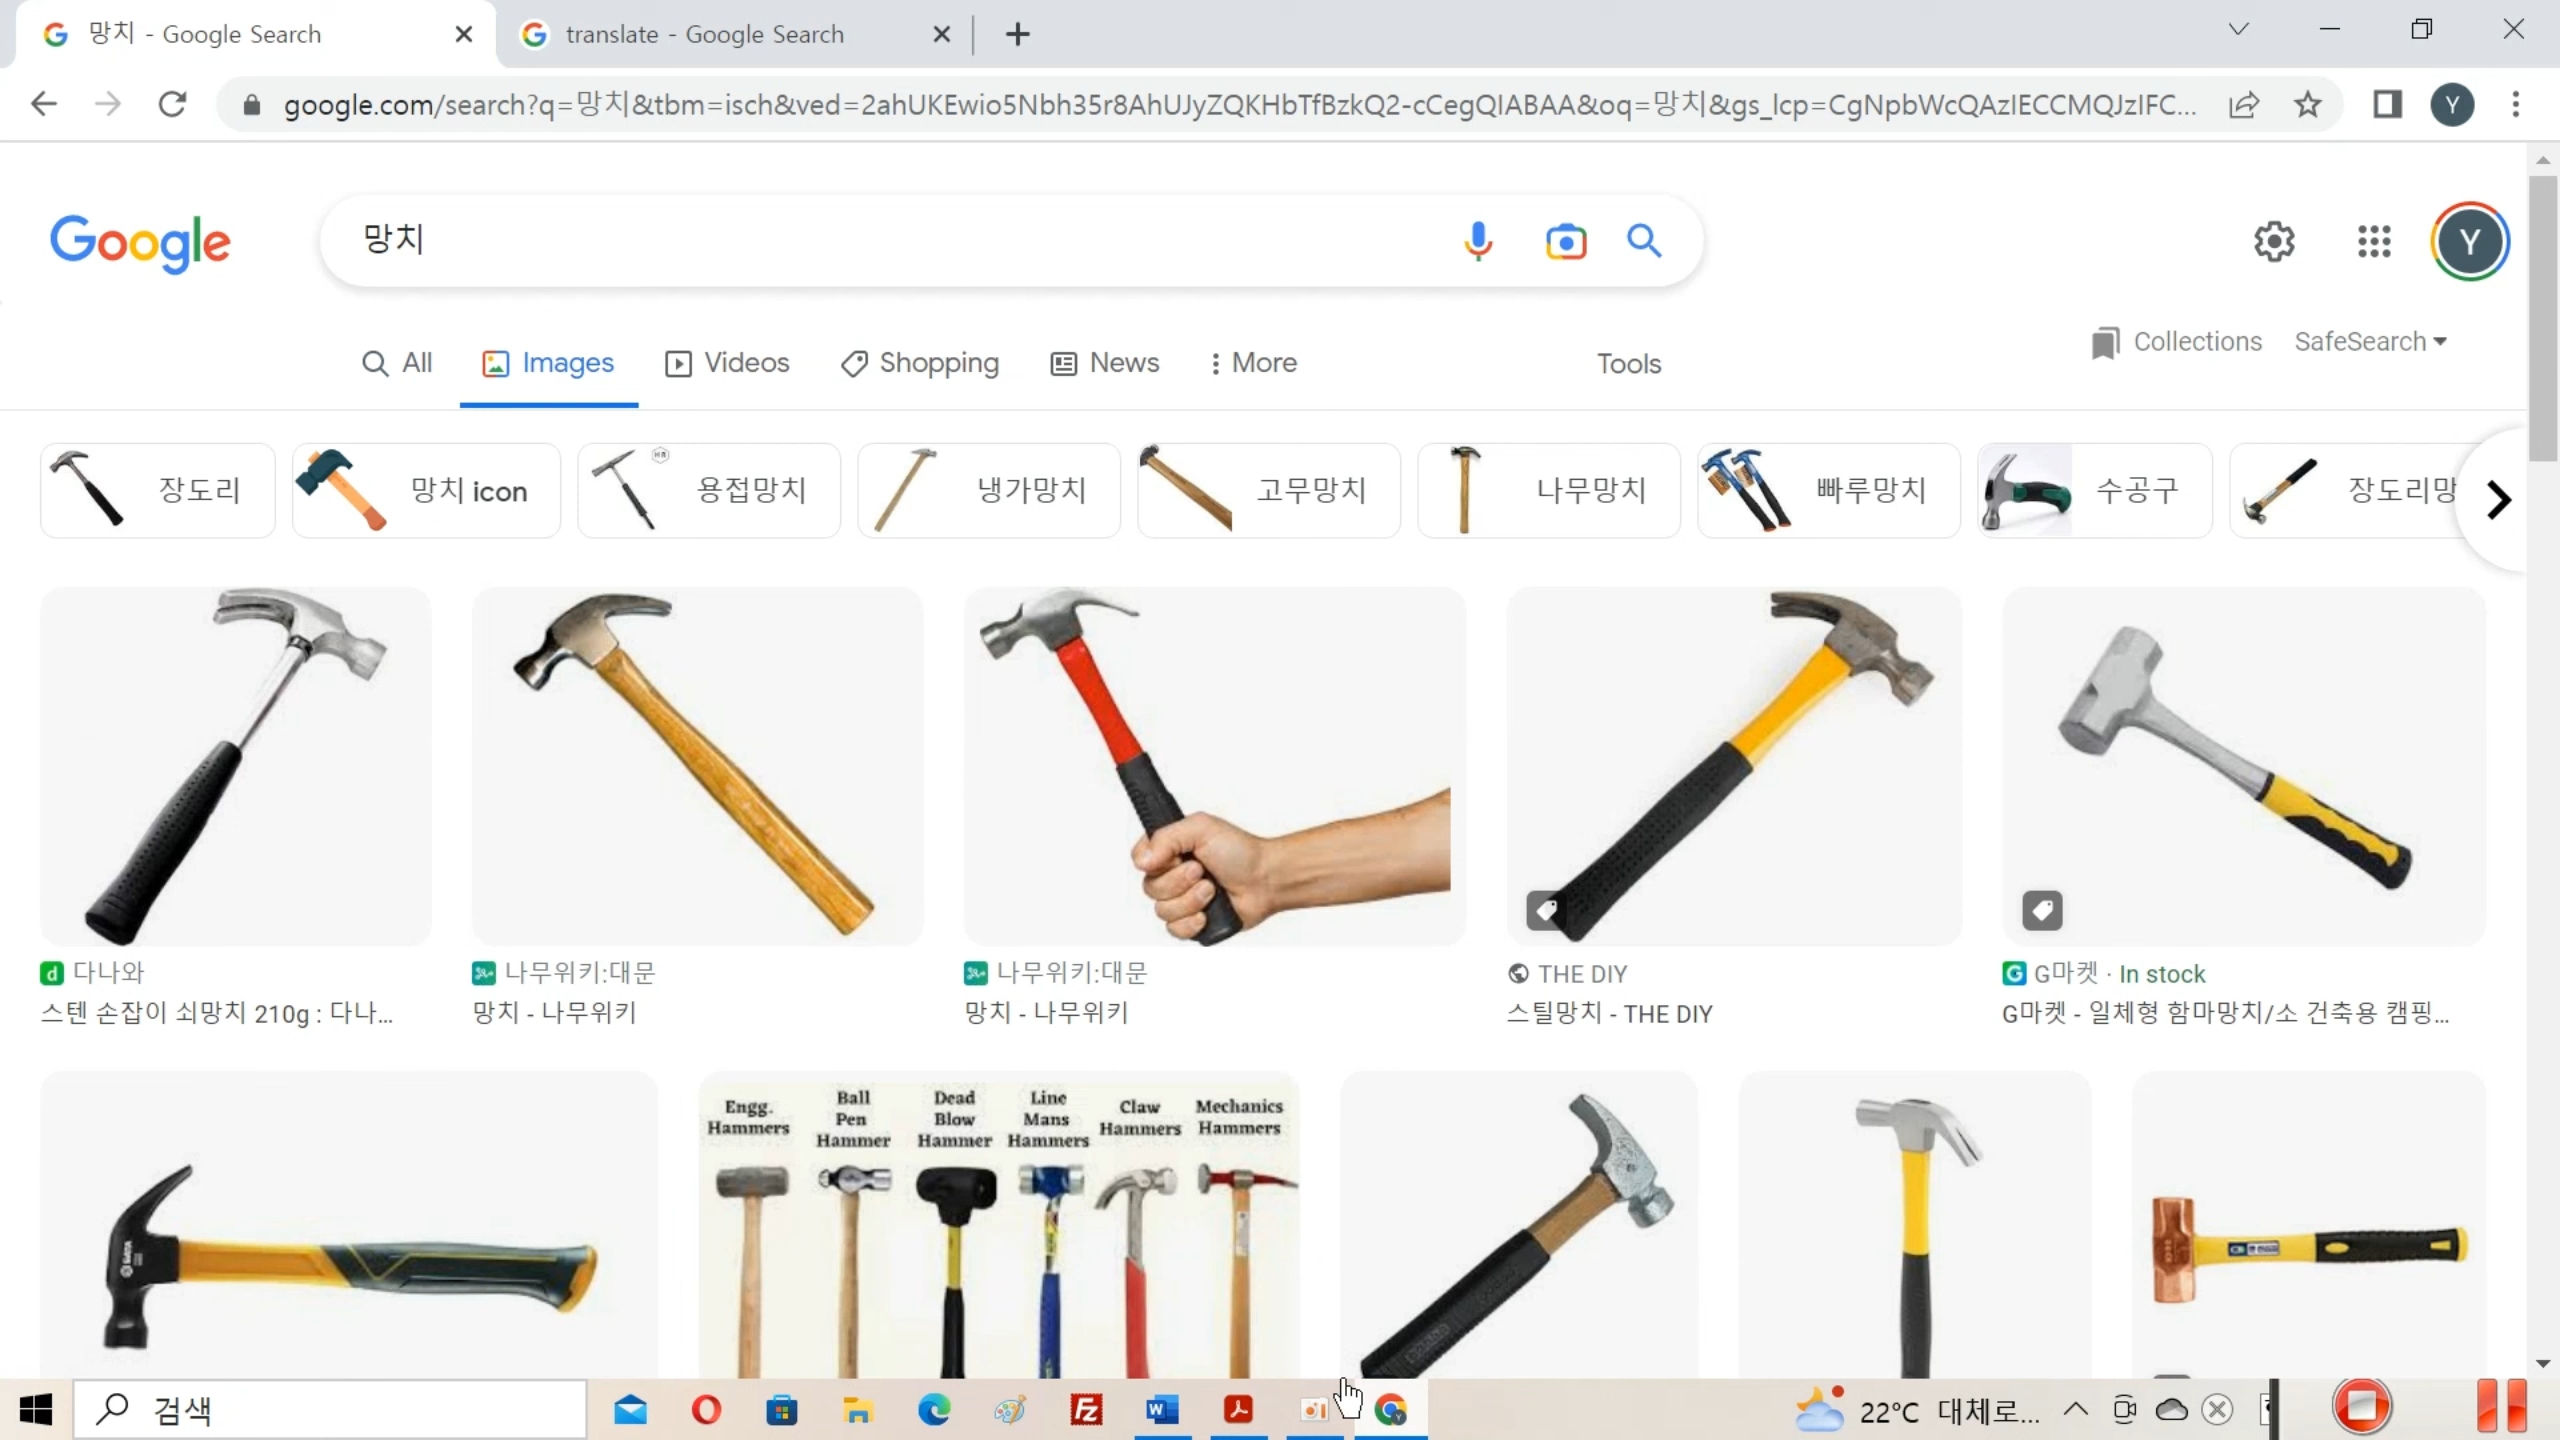 망치 - Google Search
translate - Google Search
google.com/search?q=망치&tbm=isch&ved=2ahUKEwio5Nbh35r8AhUJyZQKHbTfBzkQ2-cCegQIABAA&oq=망치&gs_lcp=CgNpbWcQAzIECCMQJzIFC...
Y
Google
망치
Y
All
Images
Videos
Shopping
News
More
Tools
Collections
SafeSearch
장도리
망치 icon
용접망치
냉가망치
고무망치
나무망치
빠루망치
수공구
장도리망
다나와
스텐 손잡이 쇠망치 210g : 다나...
나무위키:대문
망치 - 나무위키
나무위키:대문
망치 - 나무위키
THE DIY
스틸망치 - THE DIY
G마켓 · In stock
G마켓 - 일체형 함마망치/소 건축용 캠핑...
Engg. Hammers
Ball Pen Hammer
Dead Blow Hammer
Line Mans Hammers
Claw Hammers
Mechanics Hammers
검색
22°C 대체로...